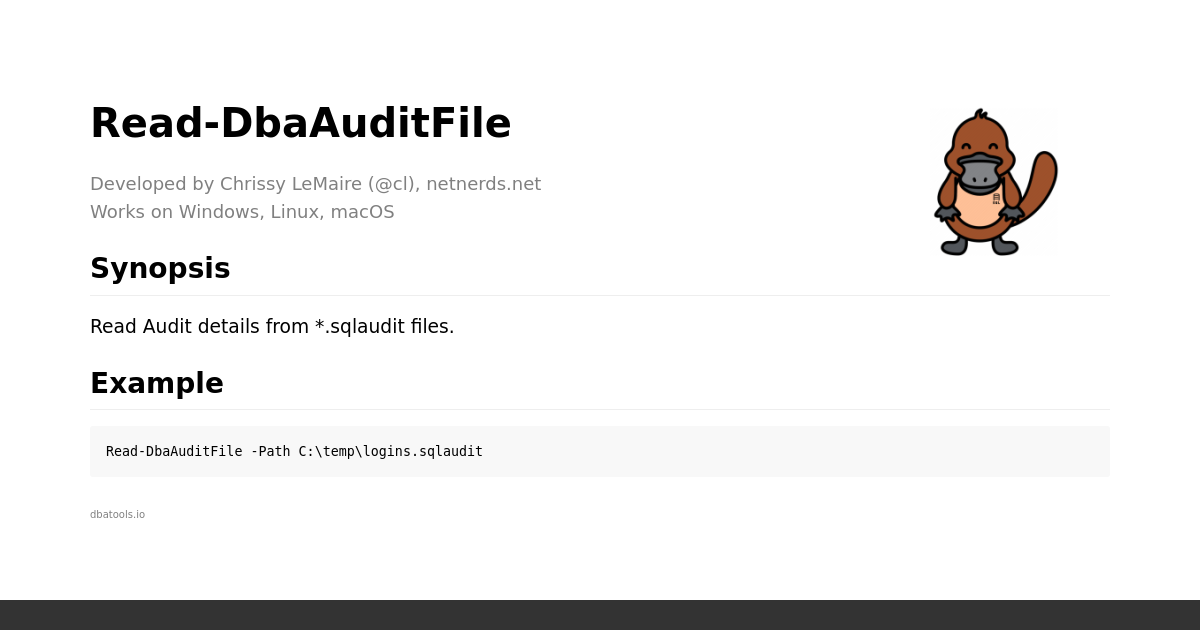 Read-DbaAuditFile
Developed by Chrissy LeMaire (@cl), netnerds.net
Works on Windows, Linux, macOS
Synopsis
Read Audit details from *.sqlaudit files.
Example
Read-DbaAuditFile -Path C:\temp\logins.sqlaudit
dbatools.io